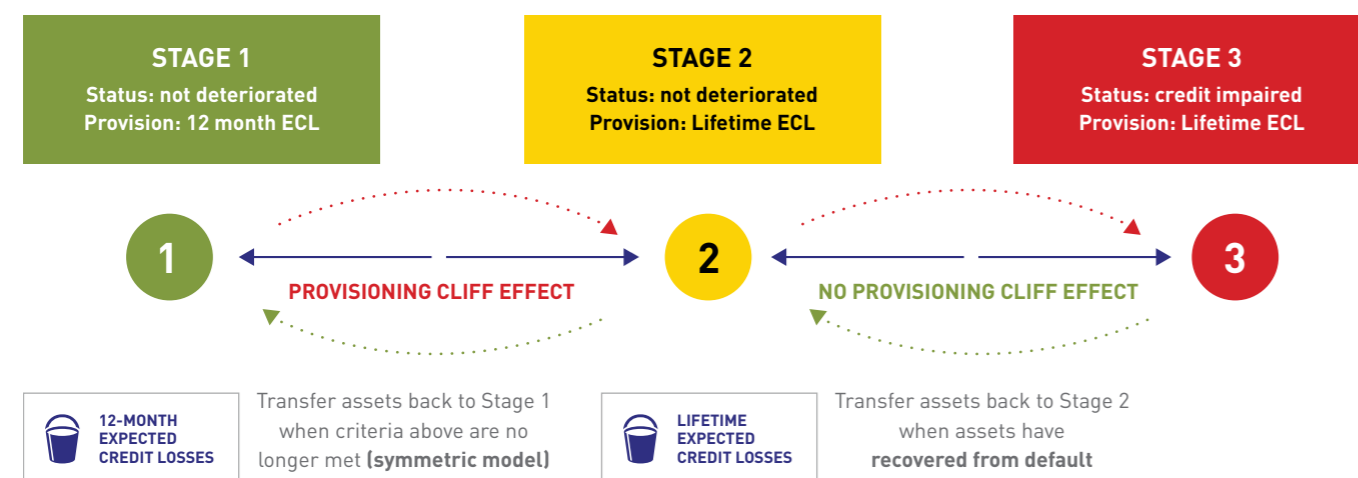 STAGE 1
Status: not deteriorated
Provision: 12 month ECL
STAGE 2
Status: not deteriorated
Provision: Lifetime ECL
STAGE 3
Status: credit impaired
Provision: Lifetime ECL
1
2
3
PROVISIONING CLIFF EFFECT
NO PROVISIONING CLIFF EFFECT
12-MONTH
EXPECTED
CREDIT LOSSES
Transfer assets back to Stage 1
when criteria above are no
longer met (symmetric model)
LIFETIME
EXPECTED
CREDIT LOSSES
Transfer assets back to Stage 2
when assets have
recovered from default